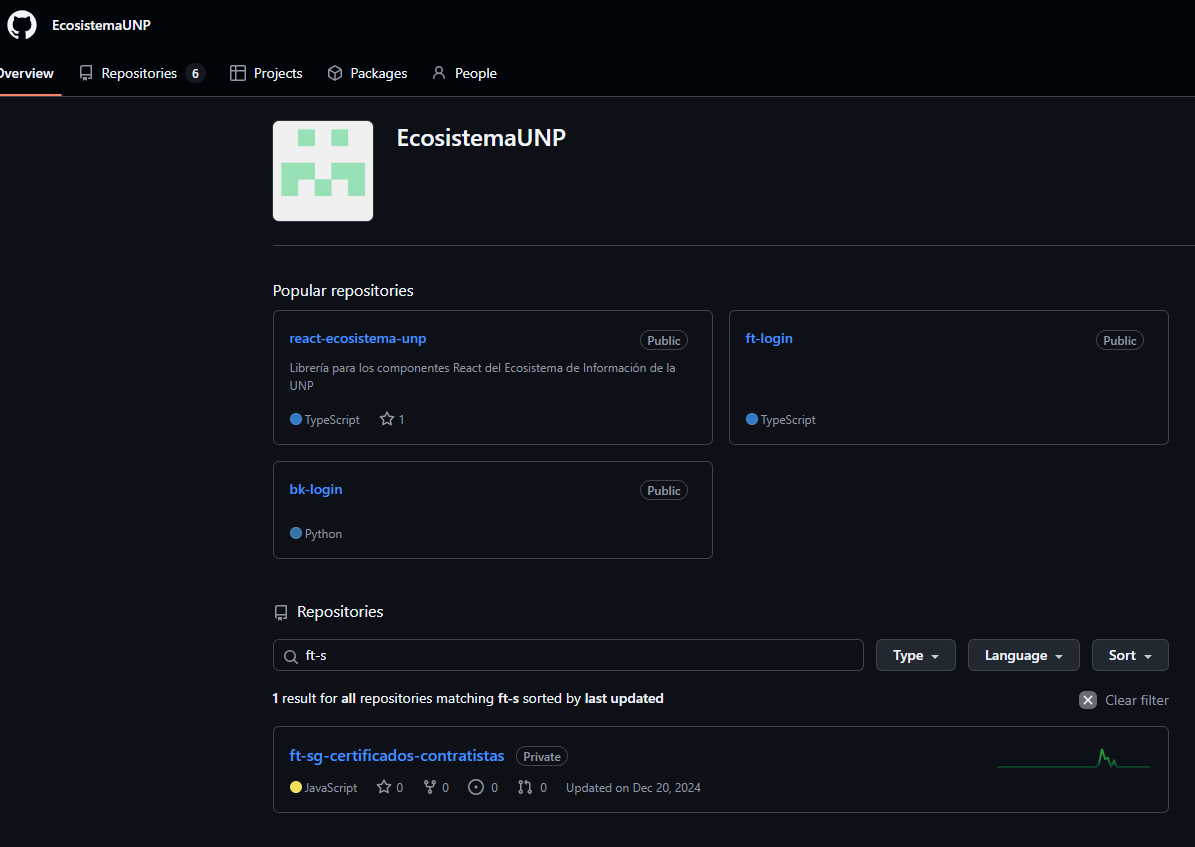 EcosistemaUNP
Overview Repositories 6 Projects Packages People
EcosistemaUNP
Popular repositories
react-ecosistema-unp Public
Librería para los componentes React del Ecosistema de Información de la
UNP
TypeScript 1
ft-login Public
TypeScript
bk-login Public
Python
Repositories
ft-s Type Language Sort
1 result for all repositories matching ft-s sorted by last updated Clear filter
ft-sg-certificados-contratistas Private
JavaScript 0 0 0 0 Updated on Dec 20, 2024